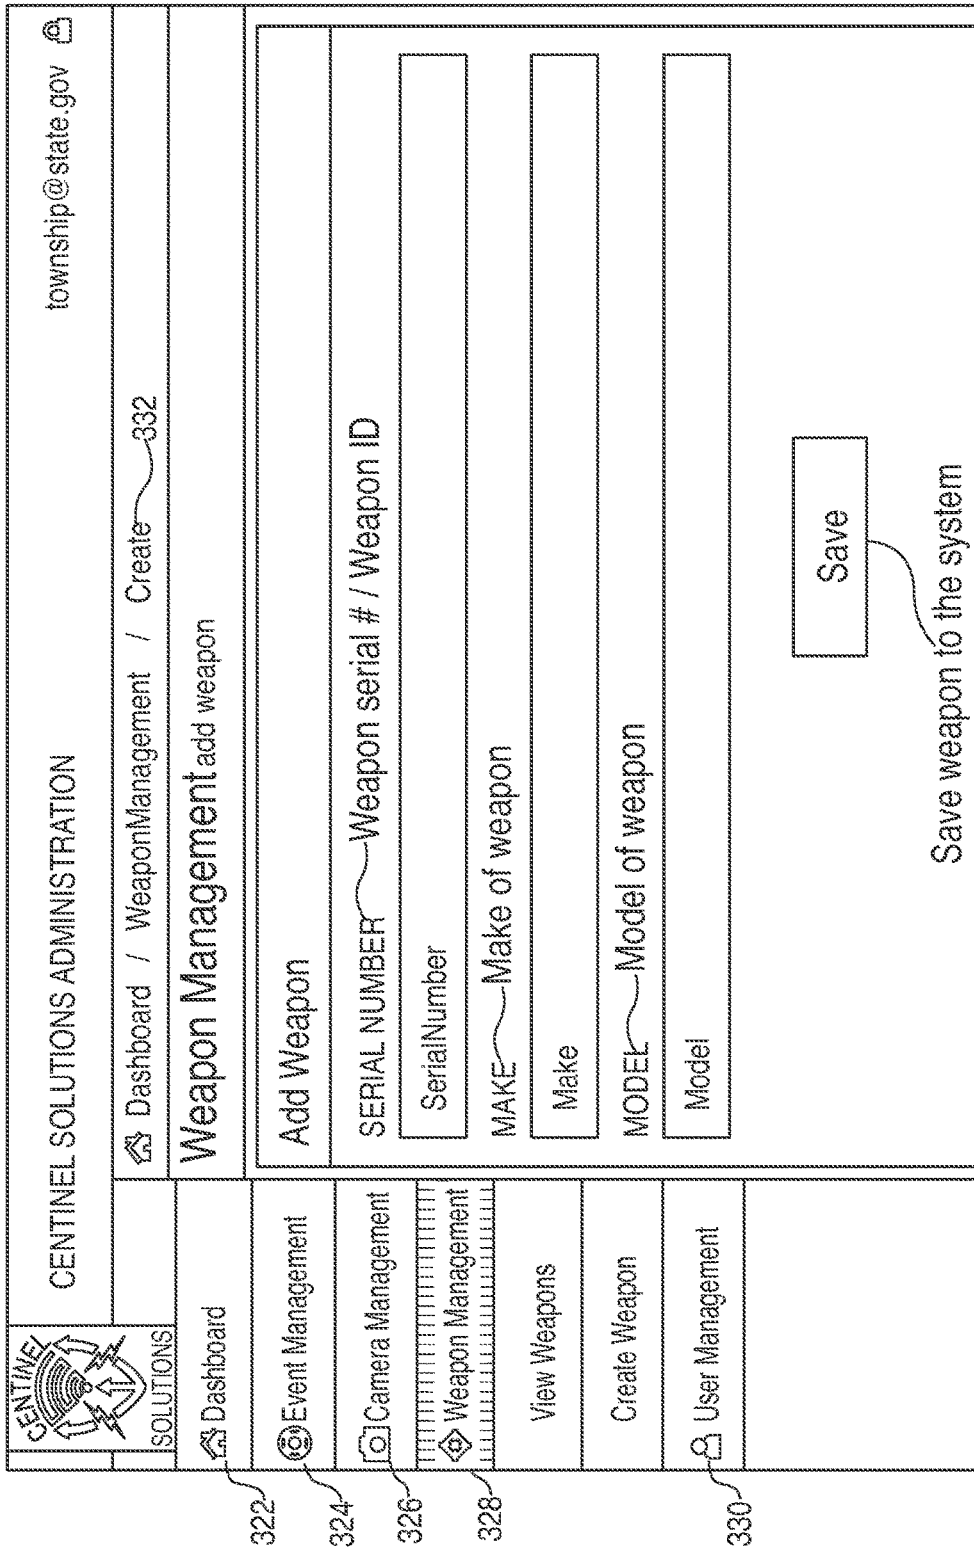 CENTINEL
SOLUTIONS
CENTINEL SOLUTIONS ADMINISTRATION
township@state.gov
Dashboard / WeaponManagement / Create 332
Weapon Management add weapon
322 Dashboard
324 Event Management
326 Camera Management
328 Weapon Management
View Weapons
Create Weapon
330 User Management
Add Weapon
SERIAL NUMBER Weapon serial # / Weapon ID
SerialNumber
MAKE Make of weapon
Make
MODEL Model of weapon
Model
Save
Save weapon to the system